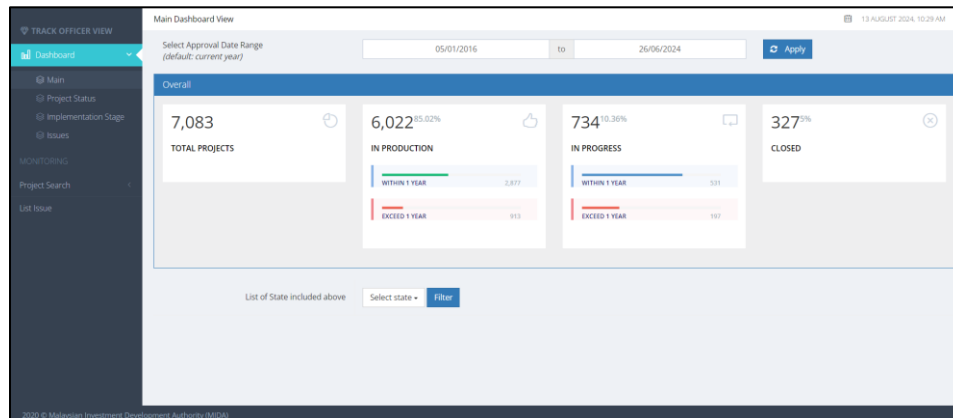 TRACK OFFICER VIEW
Dashboard
Main
Project Status
Implementation Stage
Issues
MONITORING
Project Search
List Issue
Main Dashboard View
13 AUGUST 2024, 10:29 AM
Select Approval Date Range
(default: current year)
05/01/2016 to 26/06/2024 Apply
Overall
7,083
TOTAL PROJECTS
6,022 85.02%
IN PRODUCTION
WITHIN 1 YEAR 2,877
EXCEED 1 YEAR 913
734 10.36%
IN PROGRESS
WITHIN 1 YEAR 531
EXCEED 1 YEAR 197
327 5%
CLOSED
List of State included above Select state Filter
2020 © Malaysian Investment Development Authority (MIDA)